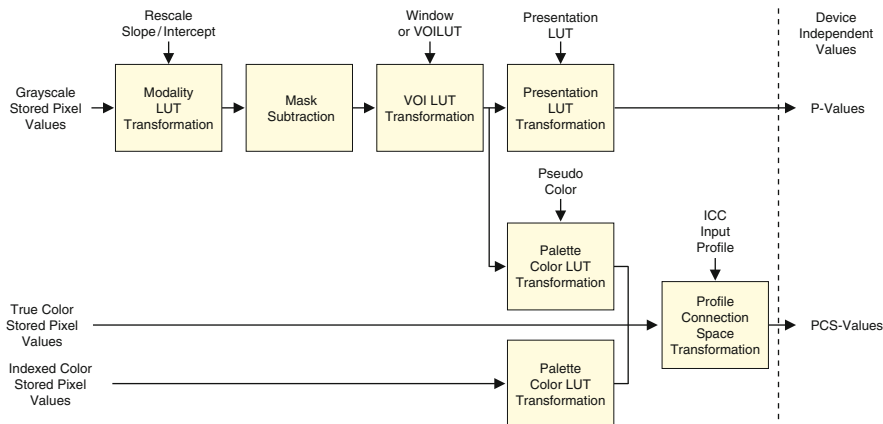 Rescale
Slope/Intercept
Window
or VOILUT
Presentation
LUT
Device
Independent
Values
Grayscale
Stored Pixel
Values
Modality
LUT
Transformation
Mask
Subtraction
VOI LUT
Transformation
Presentation
LUT
Transformation
P-Values
Pseudo
Color
ICC
Input
Profile
Palette
Color LUT
Transformation
True Color
Stored Pixel
Values
Profile
Connection
Space
Transformation
PCS-Values
Indexed Color
Stored Pixel
Values
Palette
Color LUT
Transformation